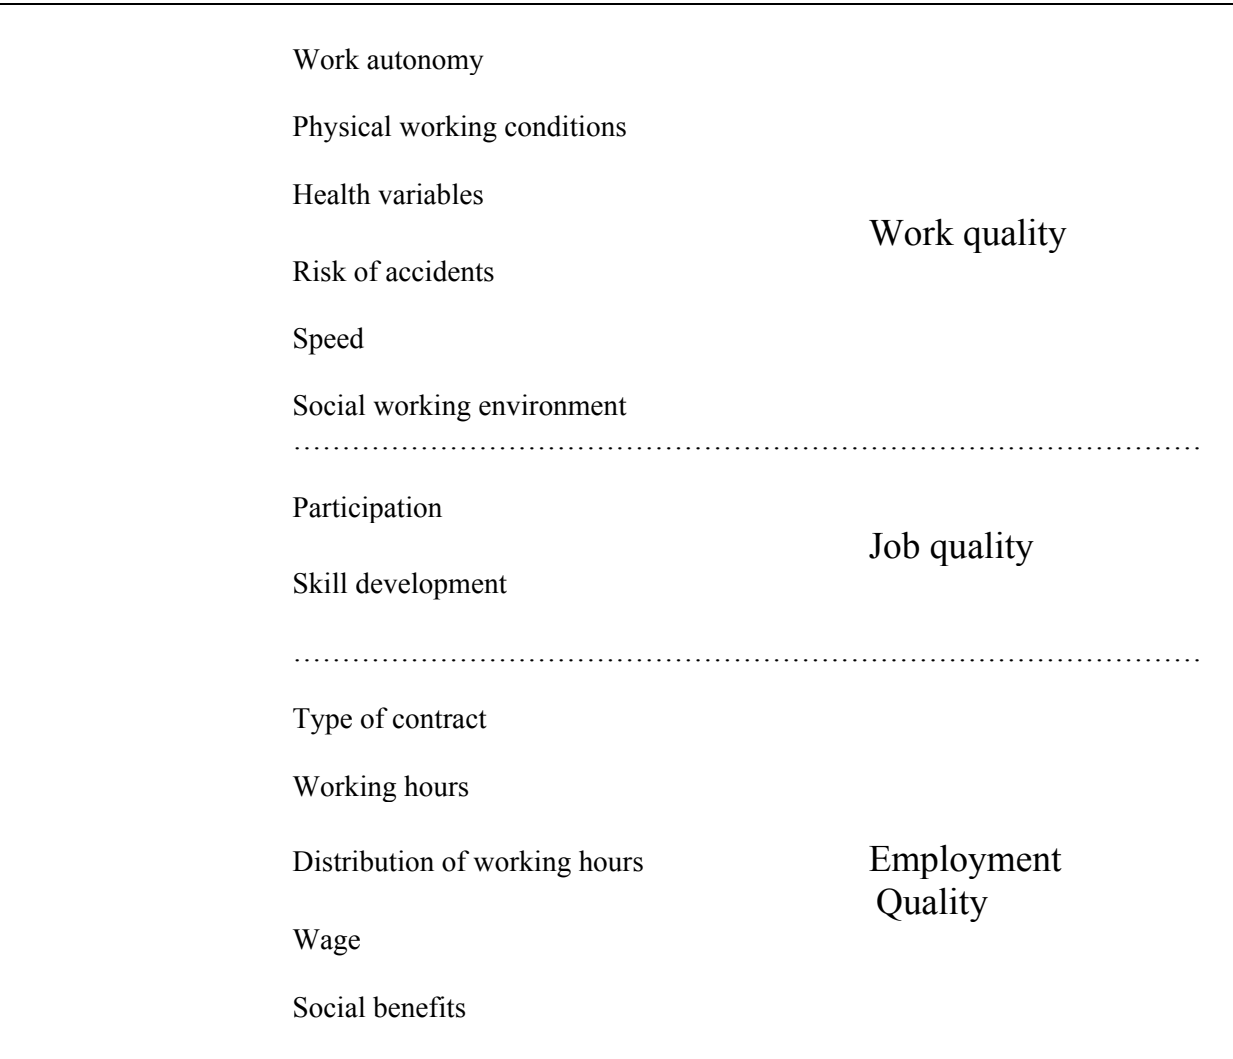 Work autonomy
Physical working conditions
Health variables
Work quality
Risk of accidents
Speed
Social working environment
……………………………………………………………………………………
Participation
Job quality
Skill development
……………………………………………………………………………………
Type of contract
Working hours
Distribution of working hours
Employment
Quality
Wage
Social benefits